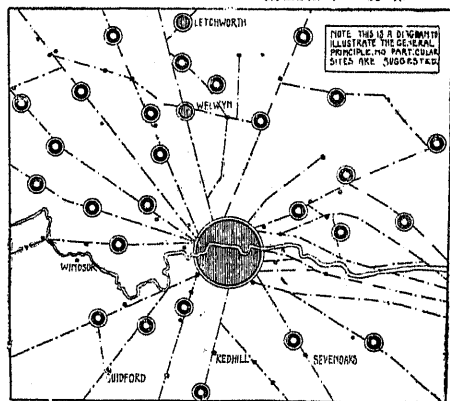 LETCHWORTH
NOTE THIS IS A DIAGRAM TO
ILLUSTRATE THE GENERAL
PRINCIPLE. NO PARTICULAR
SITES ARE SUGGESTED.
WELWYN
WINDSOR
REDHILL
SEVENOAKS
GUIDFORD